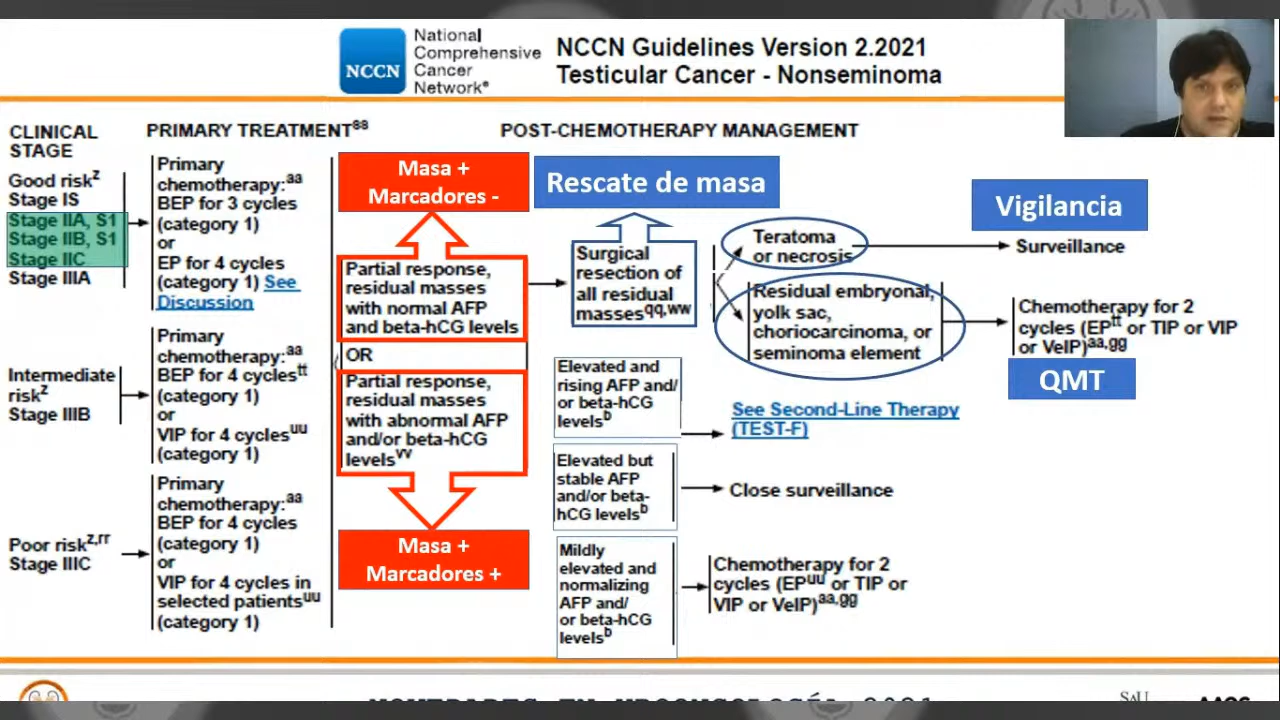 National
Comprehensive
Cancer
Network®
NCCN
NCCN Guidelines Version 2.2021
Testicular Cancer - Nonseminoma
CLINICAL
STAGE
PRIMARY TREATMENTss
POST-CHEMOTHERAPY MANAGEMENT
Good riskz
Stage IS
Stage IIA, S1
Stage IIB, S1
Stage IIC
Stage IIIA
Primary
chemotherapy:aa
BEP for 3 cycles
(category 1)
or
EP for 4 cycles
(category 1) See
Discussion
Intermediate
riskz
Stage IIIB
Primary
chemotherapy:aa
BEP for 4 cyclestt
(category 1)
or
VIP for 4 cyclesuu
(category 1)
Poor riskz,rr
Stage IIIC
Primary
chemotherapy:aa
BEP for 4 cycles
(category 1)
or
VIP for 4 cycles in
selected patientsuu
(category 1)
Masa +
Marcadores -
Partial response,
residual masses
with normal AFP
and beta-hCG levels
OR
Partial response,
residual masses
with abnormal AFP
and/or beta-hCG
levelsvv
Masa +
Marcadores +
Rescate de masa
Surgical
resection of
all residual
massesqq,ww
Teratoma
or necrosis
Vigilancia
Surveillance
Residual embryonal,
yolk sac,
choriocarcinoma, or
seminoma element
Chemotherapy for 2
cycles (EPtt or TIP or VIP
or VeIP)aa,gg
QMT
Elevated and
rising AFP and/
or beta-hCG
levelsb
See Second-Line Therapy
(TEST-F)
Elevated but
stable AFP
and/or beta-
hCG levelsb
Close surveillance
Mildly
elevated and
normalizing
AFP and/
or beta-hCG
levelsb
Chemotherapy for 2
cycles (EPuu or TIP or
VIP or VeIP)aa,gg